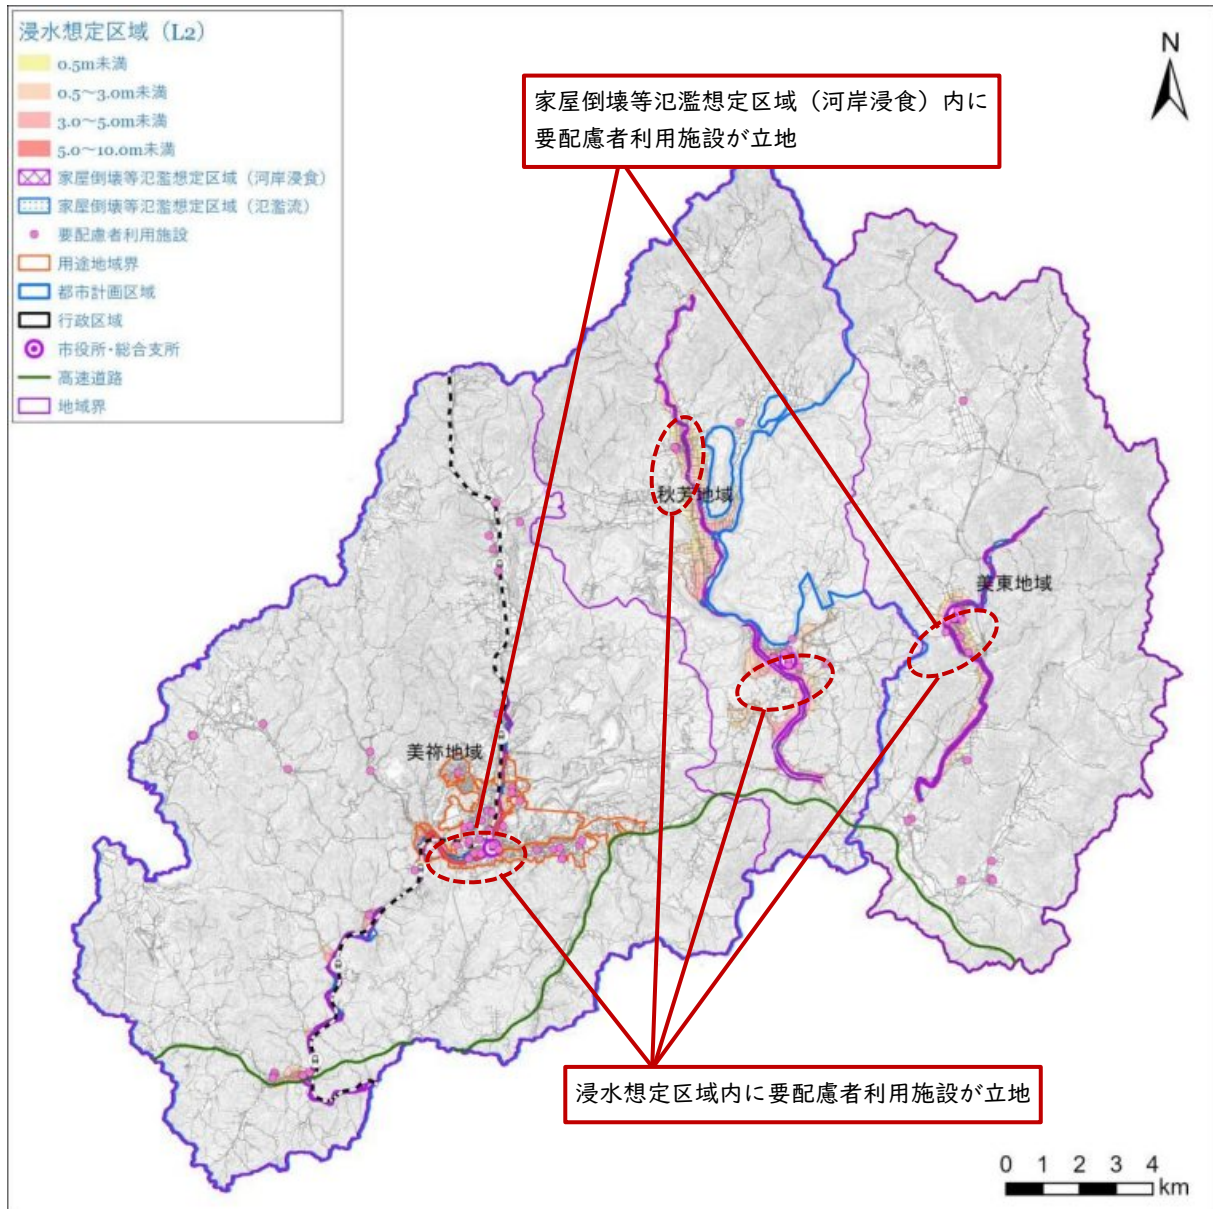 浸水想定区域（L2）
0.5m未満
0.5～3.0m未満
3.0～5.0m未満
5.0～10.0m未満
家屋倒壊等氾濫想定区域（河岸浸食）
家屋倒壊等氾濫想定区域（氾濫流）
要配慮者利用施設
用途地域界
都市計画区域
行政区域
市役所・総合支所
高速道路
地域界
家屋倒壊等氾濫想定区域（河岸浸食）内に
要配慮者利用施設が立地
N
秋芳地域
美東地域
美祢地域
浸水想定区域内に要配慮者利用施設が立地
0 1 2 3 4
km